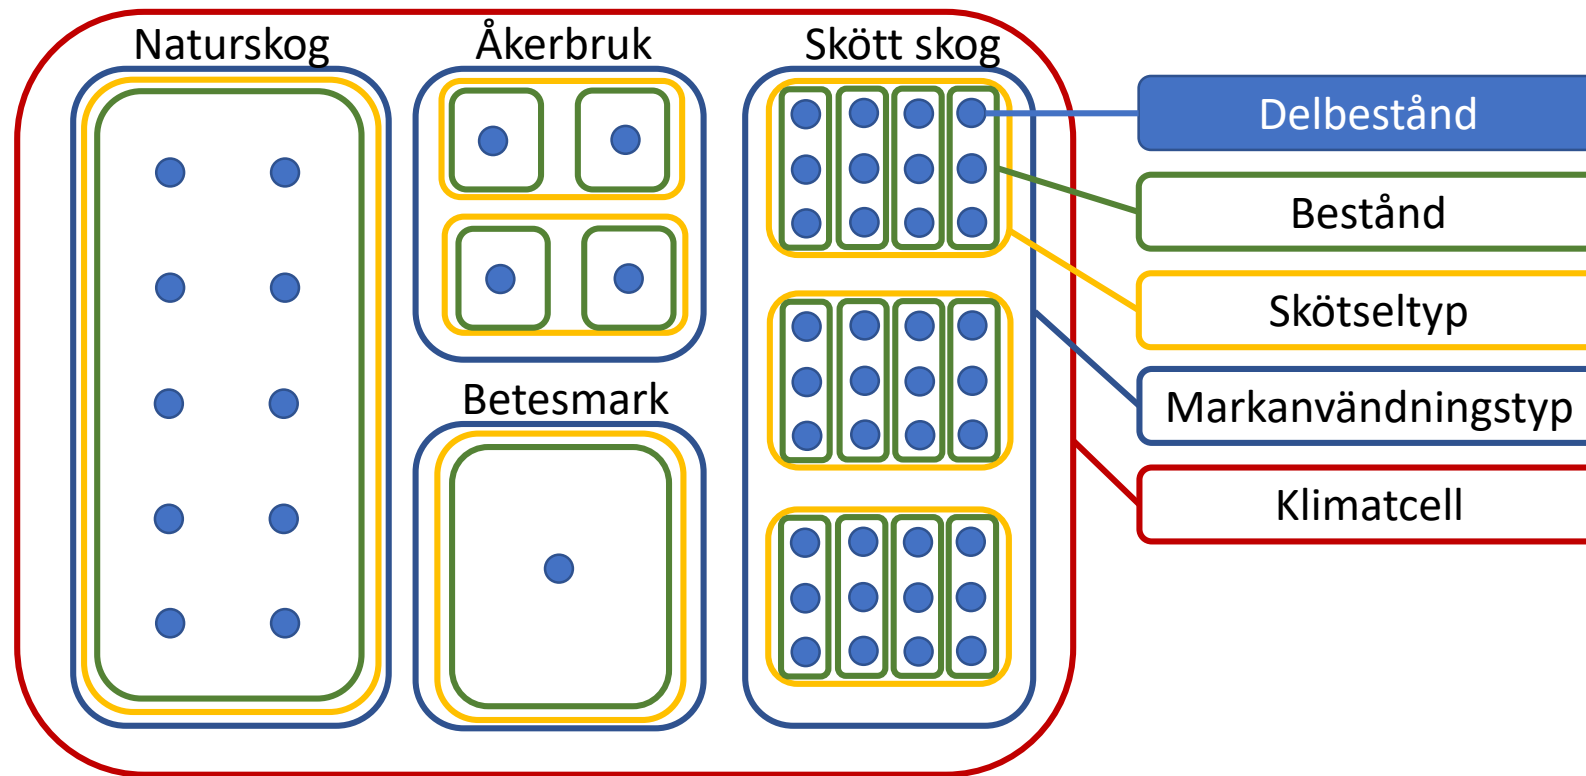 Naturskog
Åkerbruk
Skött skog
Betesmark
Delbestånd
Bestånd
Skötseltyp
Markanvändningstyp
Klimatcell